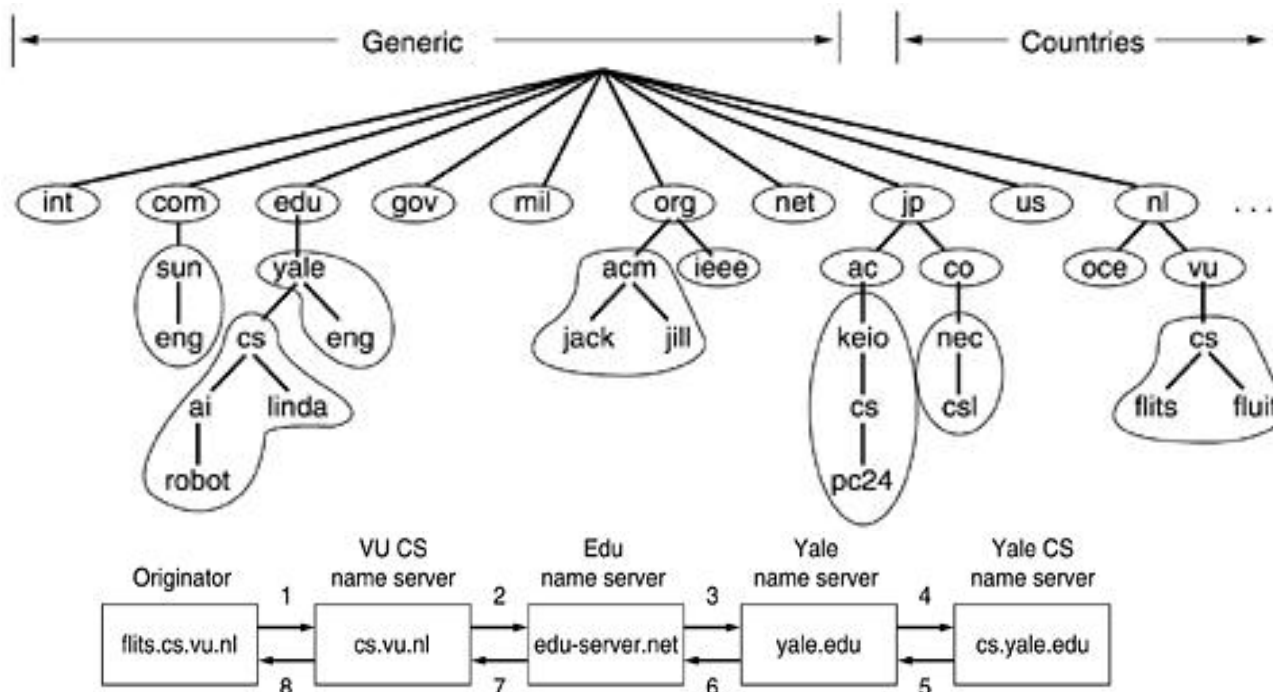 Generic Countries
int com edu gov mil org net jp us nl ...
sun yale acm ieee ac co oce vu
eng cs eng jack jill keio nec cs
ai linda cs csl flits fluit
robot pc24
VU CS Edu Yale Yale CS
Originator name server name server name server name server
1 2 3 4
flits.cs.vu.nl cs.vu.nl edu-server.net yale.edu cs.yale.edu
8 7 6 5